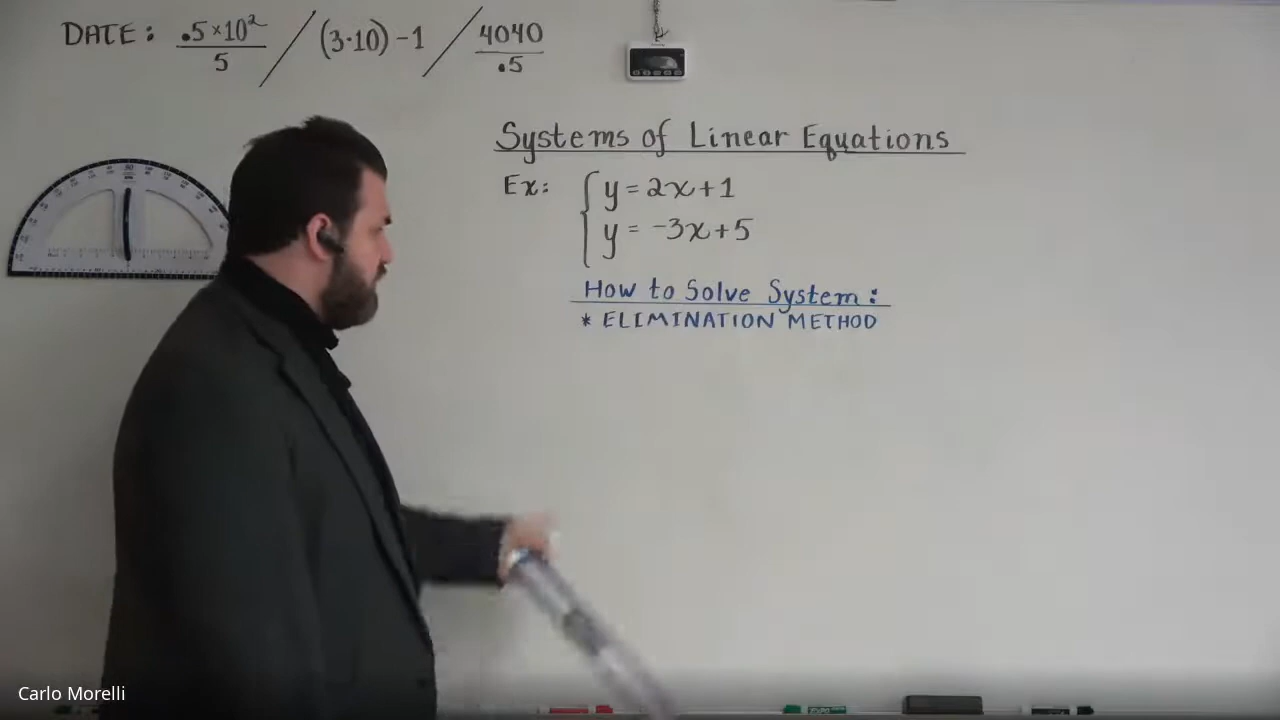 DATE: .5×10² / 5 / (3·10) -1 / 4040 / .5
Systems of Linear Equations
Ex: { y = 2x+1
y = -3x+5
How to Solve System:
* ELIMINATION METHOD
Carlo Morelli